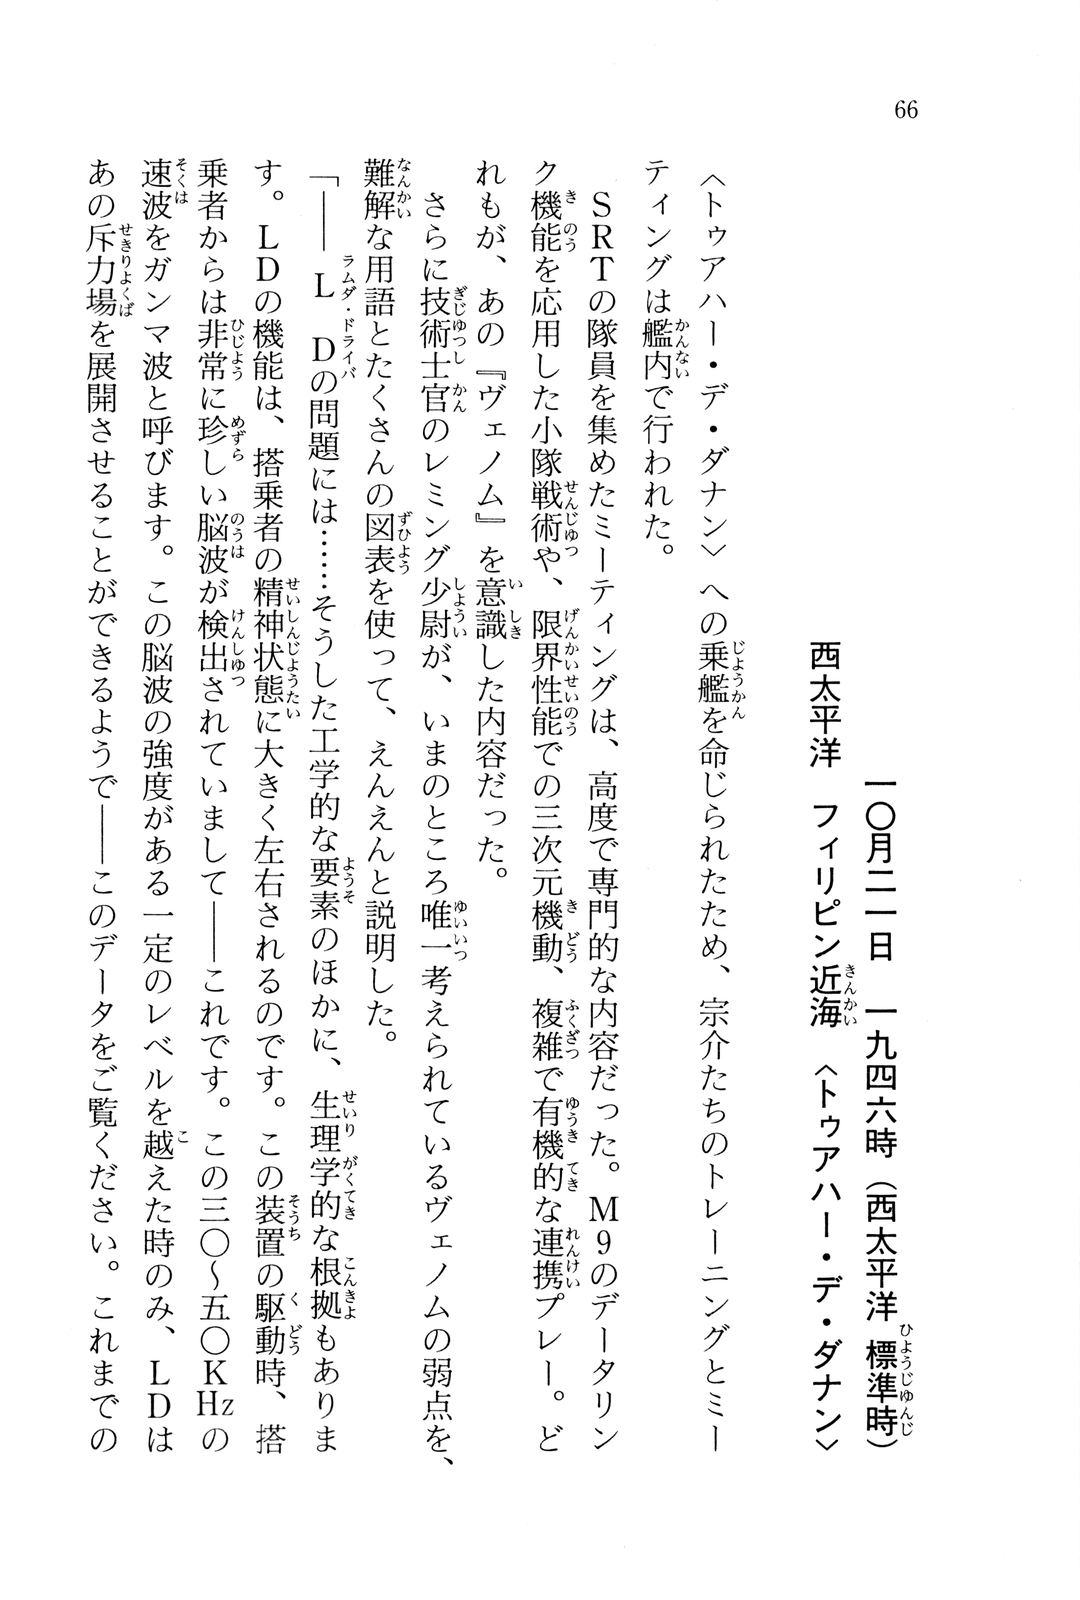 66
一〇月二一日　一九四六時（西太平洋標準時）
西太平洋　フィリピン近海　〈トゥアハー・デ・ダナン〉
〈トゥアハー・デ・ダナン〉への乗艦を命じられたため、宗介たちのトレーニングとミー
ティングは艦内で行われた。
　ＳＲＴの隊員を集めたミーティングは、高度で専門的な内容だった。Ｍ９のデータリン
ク機能を応用した小隊戦術や、限界性能での三次元機動、複雑で有機的な連携プレー。ど
れもが、あの『ヴェノム』を意識した内容だった。
　さらに技術士官のレミング少尉が、いまのところ唯一考えられているヴェノムの弱点を、
難解な用語とたくさんの図表を使って、えんえんと説明した。
「――ＬＤの問題には……そうした工学的な要素のほかに、生理学的な根拠もありま
す。ＬＤの機能は、搭乗者の精神状態に大きく左右されるのです。この装置の駆動時、搭
乗者からは非常に珍しい脳波が検出されていまして――これです。この三〇～五〇ＫHzの
速波をガンマ波と呼びます。この脳波の強度がある一定のレベルを越えた時のみ、ＬＤは
あの斥力場を展開させることができるようで――このデータをご覧ください。これまでの